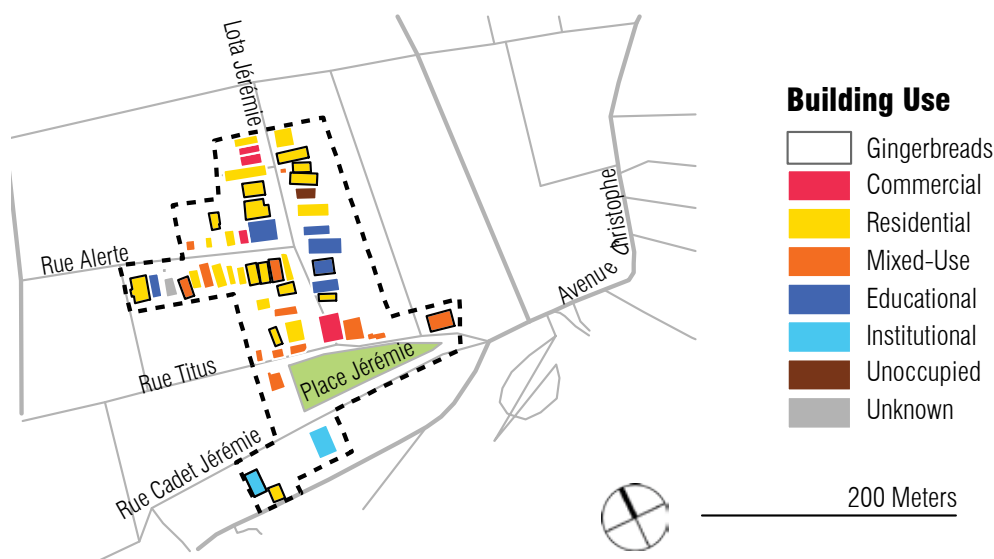 Lota Jérémie
Rue Alerte
Rue Titus
Place Jérémie
Rue Cadet Jérémie
Avenue Christophe
Building Use
Gingerbreads
Commercial
Residential
Mixed-Use
Educational
Institutional
Unoccupied
Unknown
200 Meters